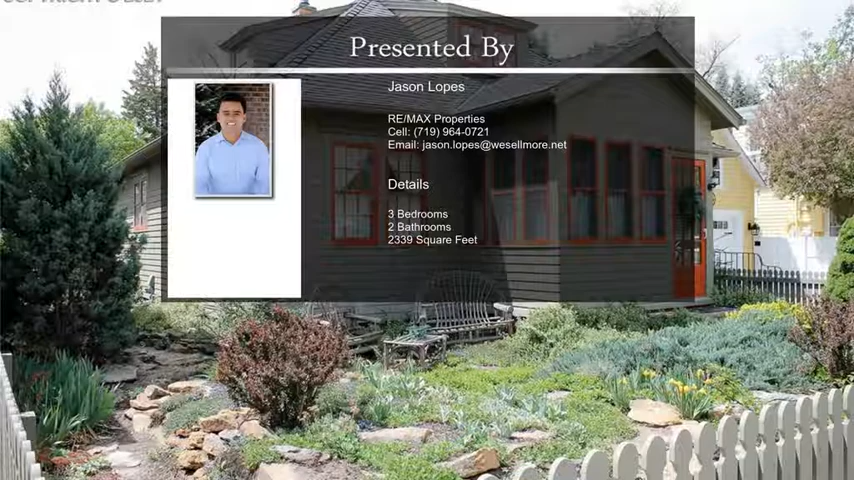 Presented By
Jason Lopes
RE/MAX Properties
Cell: (719) 964-0721
Email: jason.lopes@wesellmore.net
Details
3 Bedrooms
2 Bathrooms
2339 Square Feet